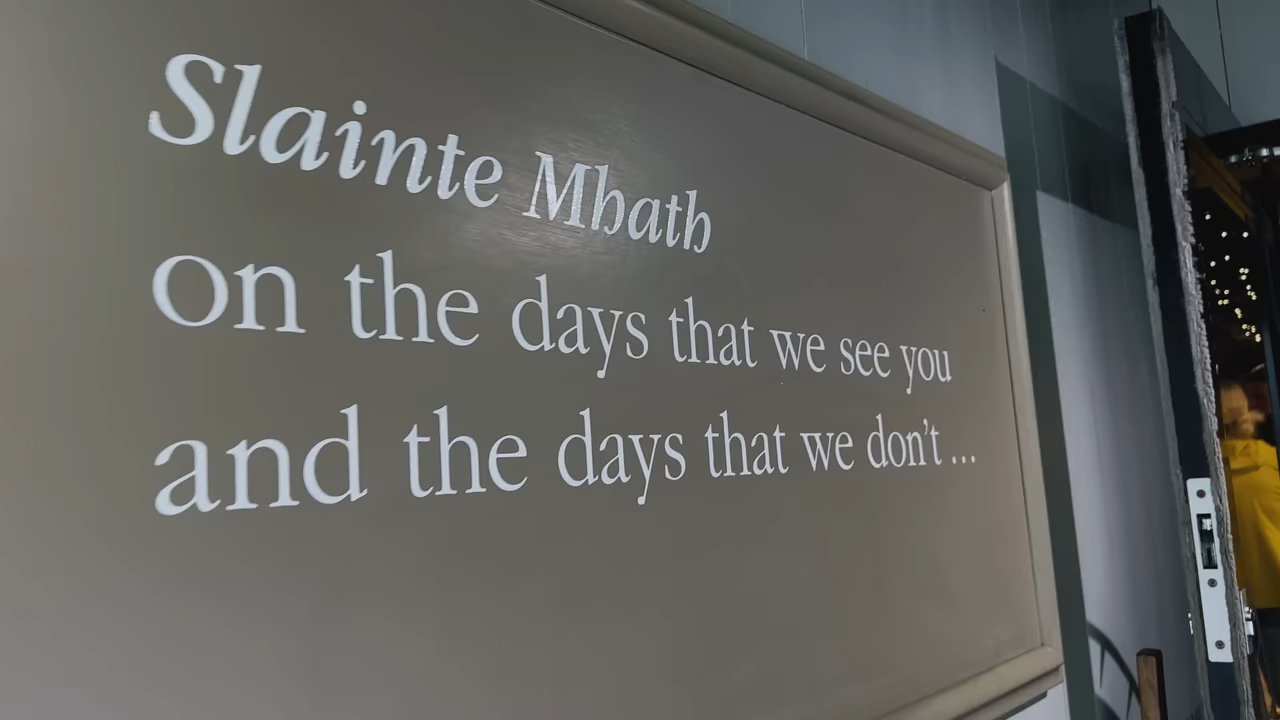 Slainte Mhath
on the days that we see you
and the days that we don't ...